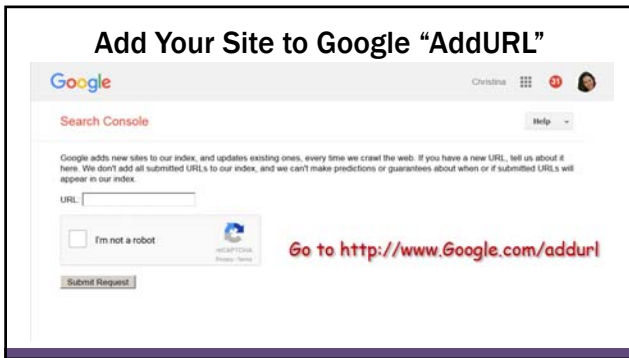 Add Your Site to Google “AddURL”
Google
Christina
31
Search Console
Help
Google adds new sites to our index, and updates existing ones, every time we crawl the web. If you have a new URL, tell us about it
here. We don't add all submitted URLs to our index, and we can't make predictions or guarantees about when or if submitted URLs will
appear in our index.
URL:
I'm not a robot
reCAPTCHA
Privacy - Terms
Go to http://www.Google.com/addurl
Submit Request